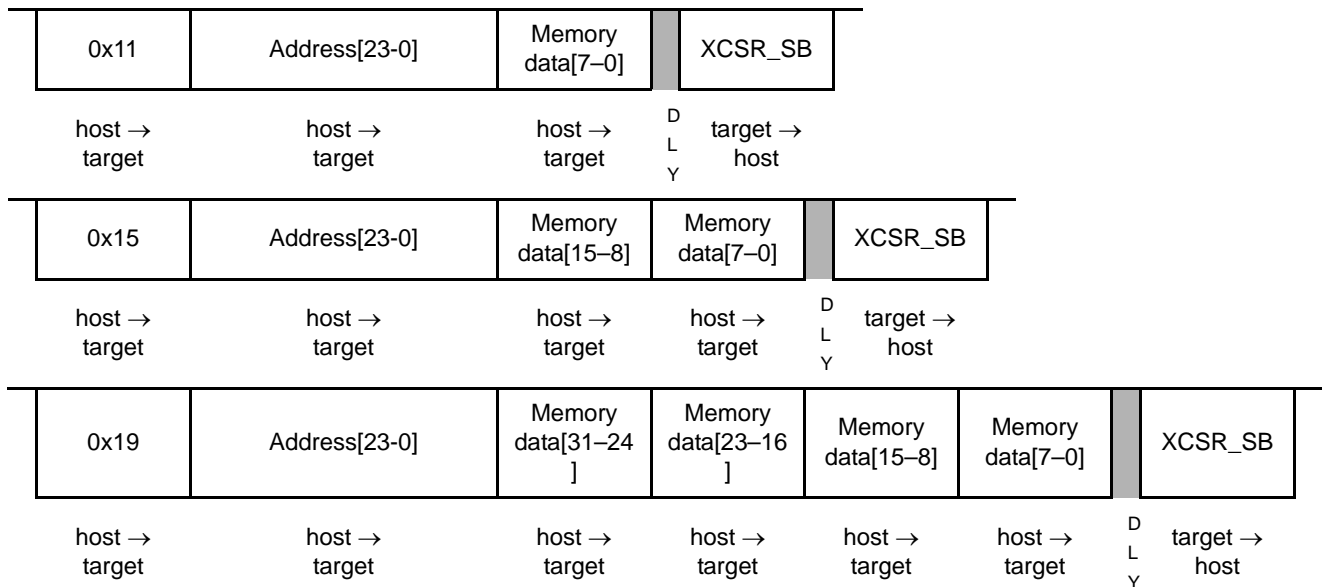 0x11 Address[23-0] Memory data[7–0] XCSR_SB
host → target host → target host → target D L Y target → host
0x15 Address[23-0] Memory data[15–8] Memory data[7–0] XCSR_SB
host → target host → target host → target host → target D L Y target → host
0x19 Address[23-0] Memory data[31–24] Memory data[23–16] Memory data[15–8] Memory data[7–0] XCSR_SB
host → target host → target host → target host → target host → target host → target D L Y target → host